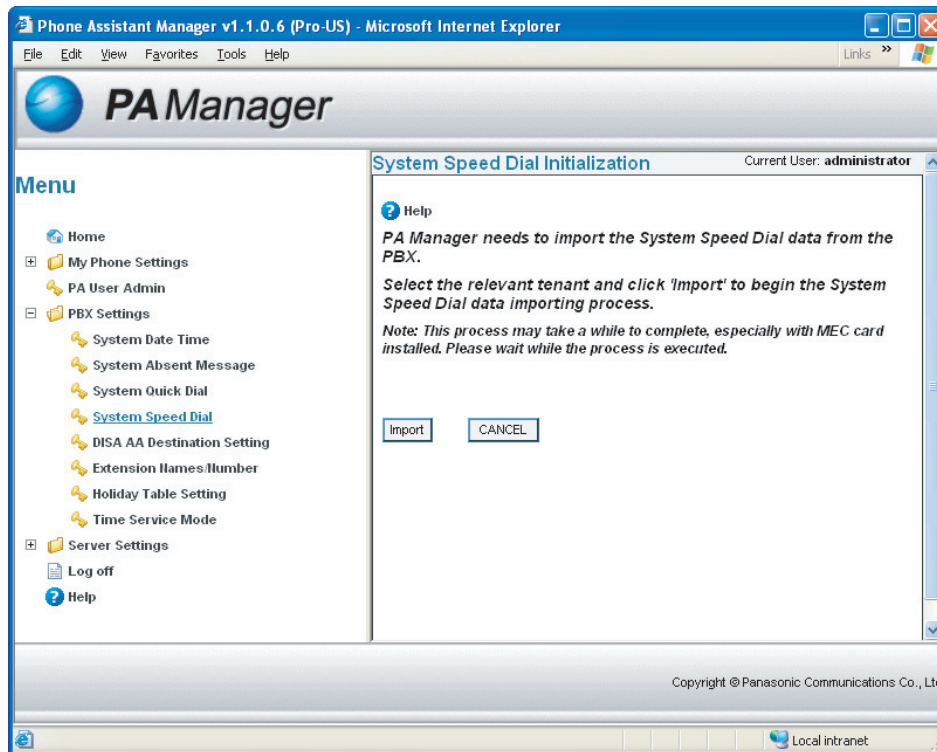 Phone Assistant Manager v1.1.0.6 (Pro-US) - Microsoft Internet Explorer
File Edit View Favorites Tools Help
Links »
PA Manager
Menu
Home
My Phone Settings
PA User Admin
PBX Settings
System Date Time
System Absent Message
System Quick Dial
System Speed Dial
DISA AA Destination Setting
Extension Names/Number
Holiday Table Setting
Time Service Mode
Server Settings
Log off
Help
System Speed Dial Initialization
Current User: administrator
Help
PA Manager needs to import the System Speed Dial data from the
PBX.
Select the relevant tenant and click 'Import' to begin the System
Speed Dial data importing process.
Note: This process may take a while to complete, especially with MEC card
installed. Please wait while the process is executed.
Import CANCEL
Copyright © Panasonic Communications Co., Lt
Local intranet